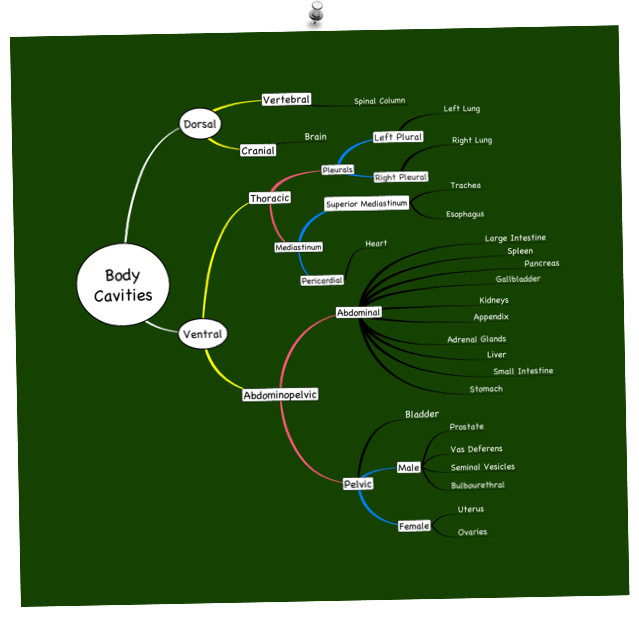 Body
Cavities
Dorsal
Vertebral
Spinal Column
Cranial
Brain
Ventral
Thoracic
Pleurals
Left Plural
Left Lung
Right Pleural
Right Lung
Mediastinum
Superior Mediastinum
Trachea
Esophagus
Pericardial
Heart
Abdominopelvic
Abdominal
Large Intestine
Spleen
Pancreas
Gallbladder
Kidneys
Appendix
Adrenal Glands
Liver
Small Intestine
Stomach
Pelvic
Bladder
Male
Prostate
Vas Deferens
Seminal Vesicles
Bulbourethral
Female
Uterus
Ovaries